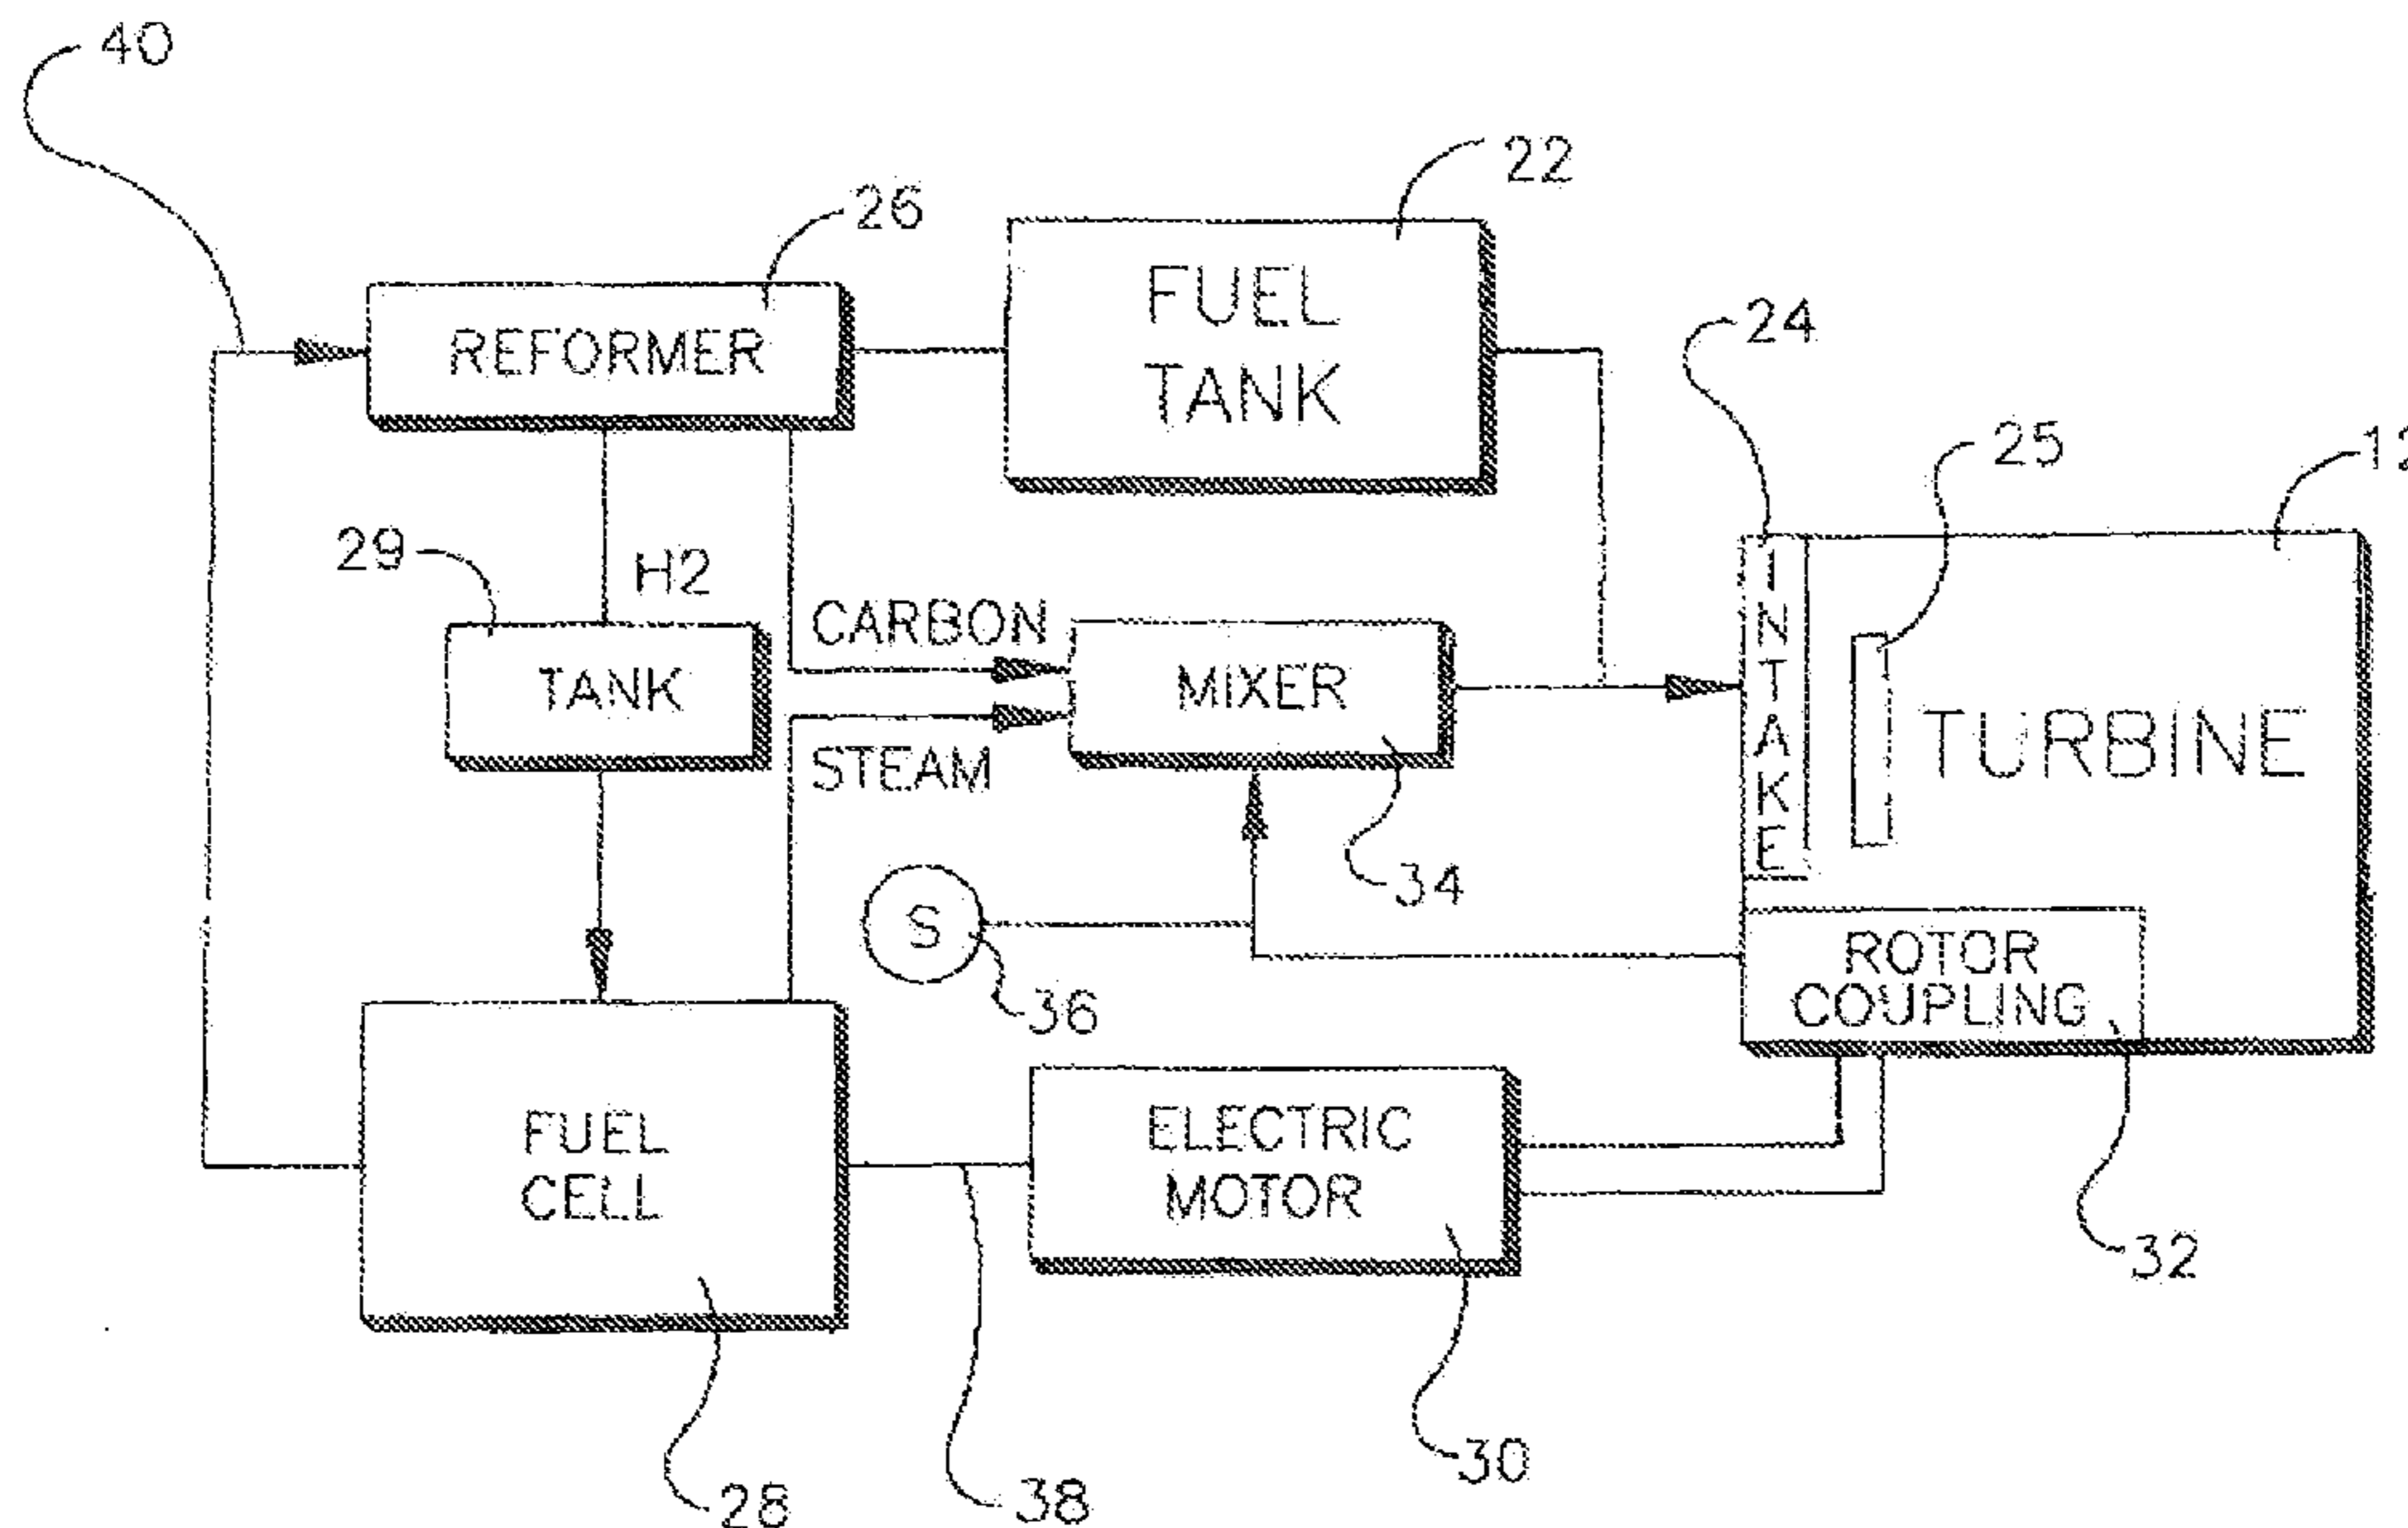 40
22
26
REFORMER
FUEL
TANK
24
25
12
29
H2
CARBON
TANK
MIXER
STEAM
INTAKE
TURBINE
34
S
36
ROTOR
COUPLING
32
FUEL
CELL
ELECTRIC
MOTOR
30
28
38